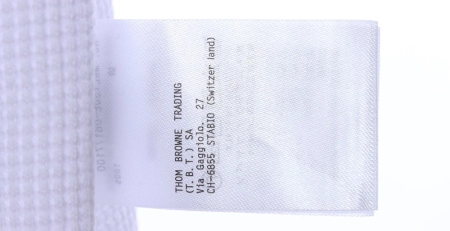 THOM BROWNE TRADING
(T.B.T.) SA
Via Gaggiolo, 27
CH-6855 STABIO (Switzerland)